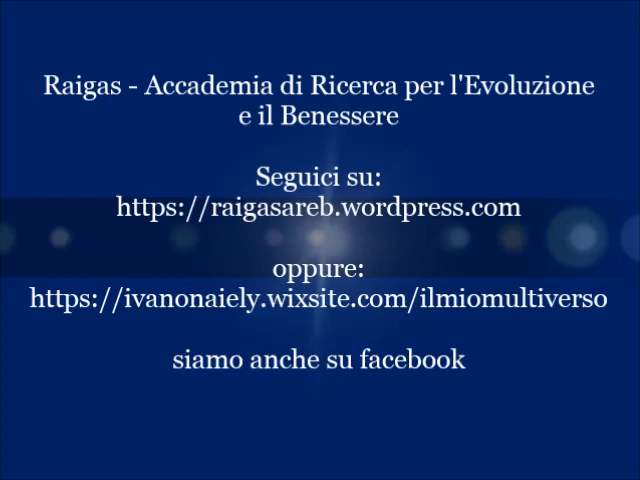 Raigas - Accademia di Ricerca per l'Evoluzione
e il Benessere
Seguici su:
https://raigasareb.wordpress.com
oppure:
https://ivanonaiely.wixsite.com/ilmiomultiverso
siamo anche su facebook